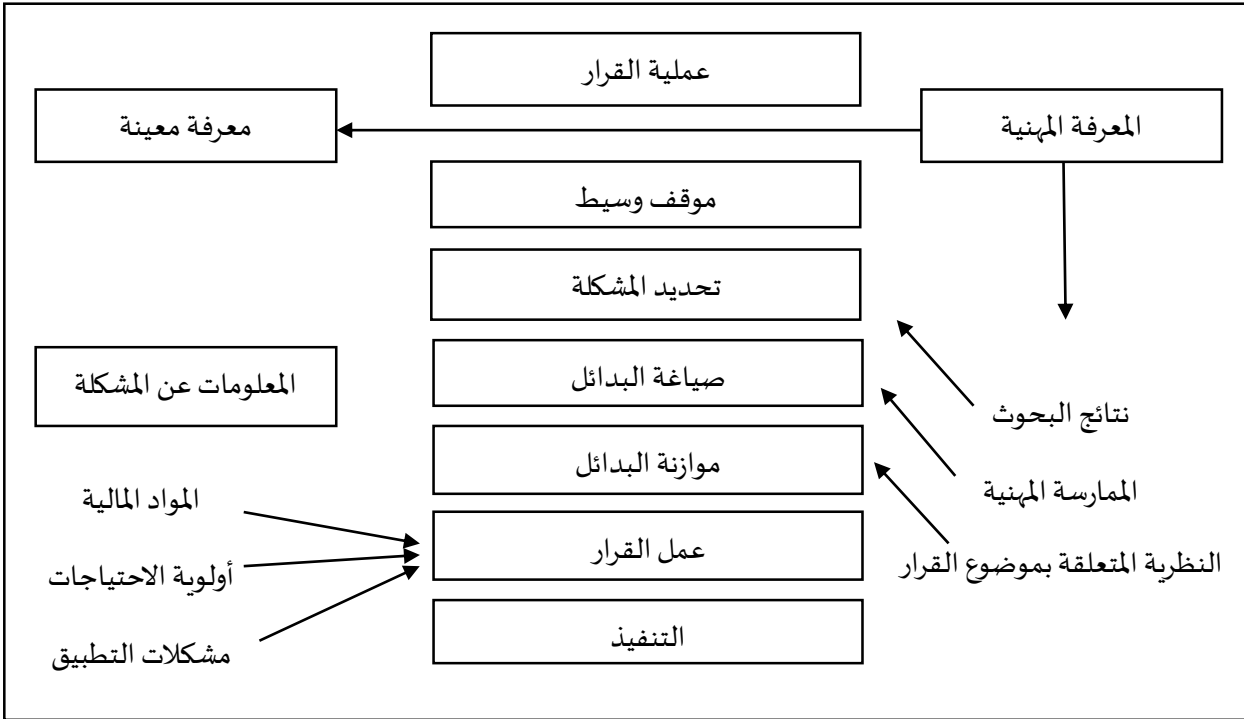 عملية القرار
المعرفة المهنية
معرفة معينة
موقف وسيط
تحديد المشكلة
صياغة البدائل
المعلومات عن المشكلة
نتائج البحوث
موازنة البدائل
الممارسة المهنية
المواد المالية
عمل القرار
النظرية المتعلقة بموضوع القرار
أولوية الاحتياجات
التنفيذ
مشكلات التطبيق